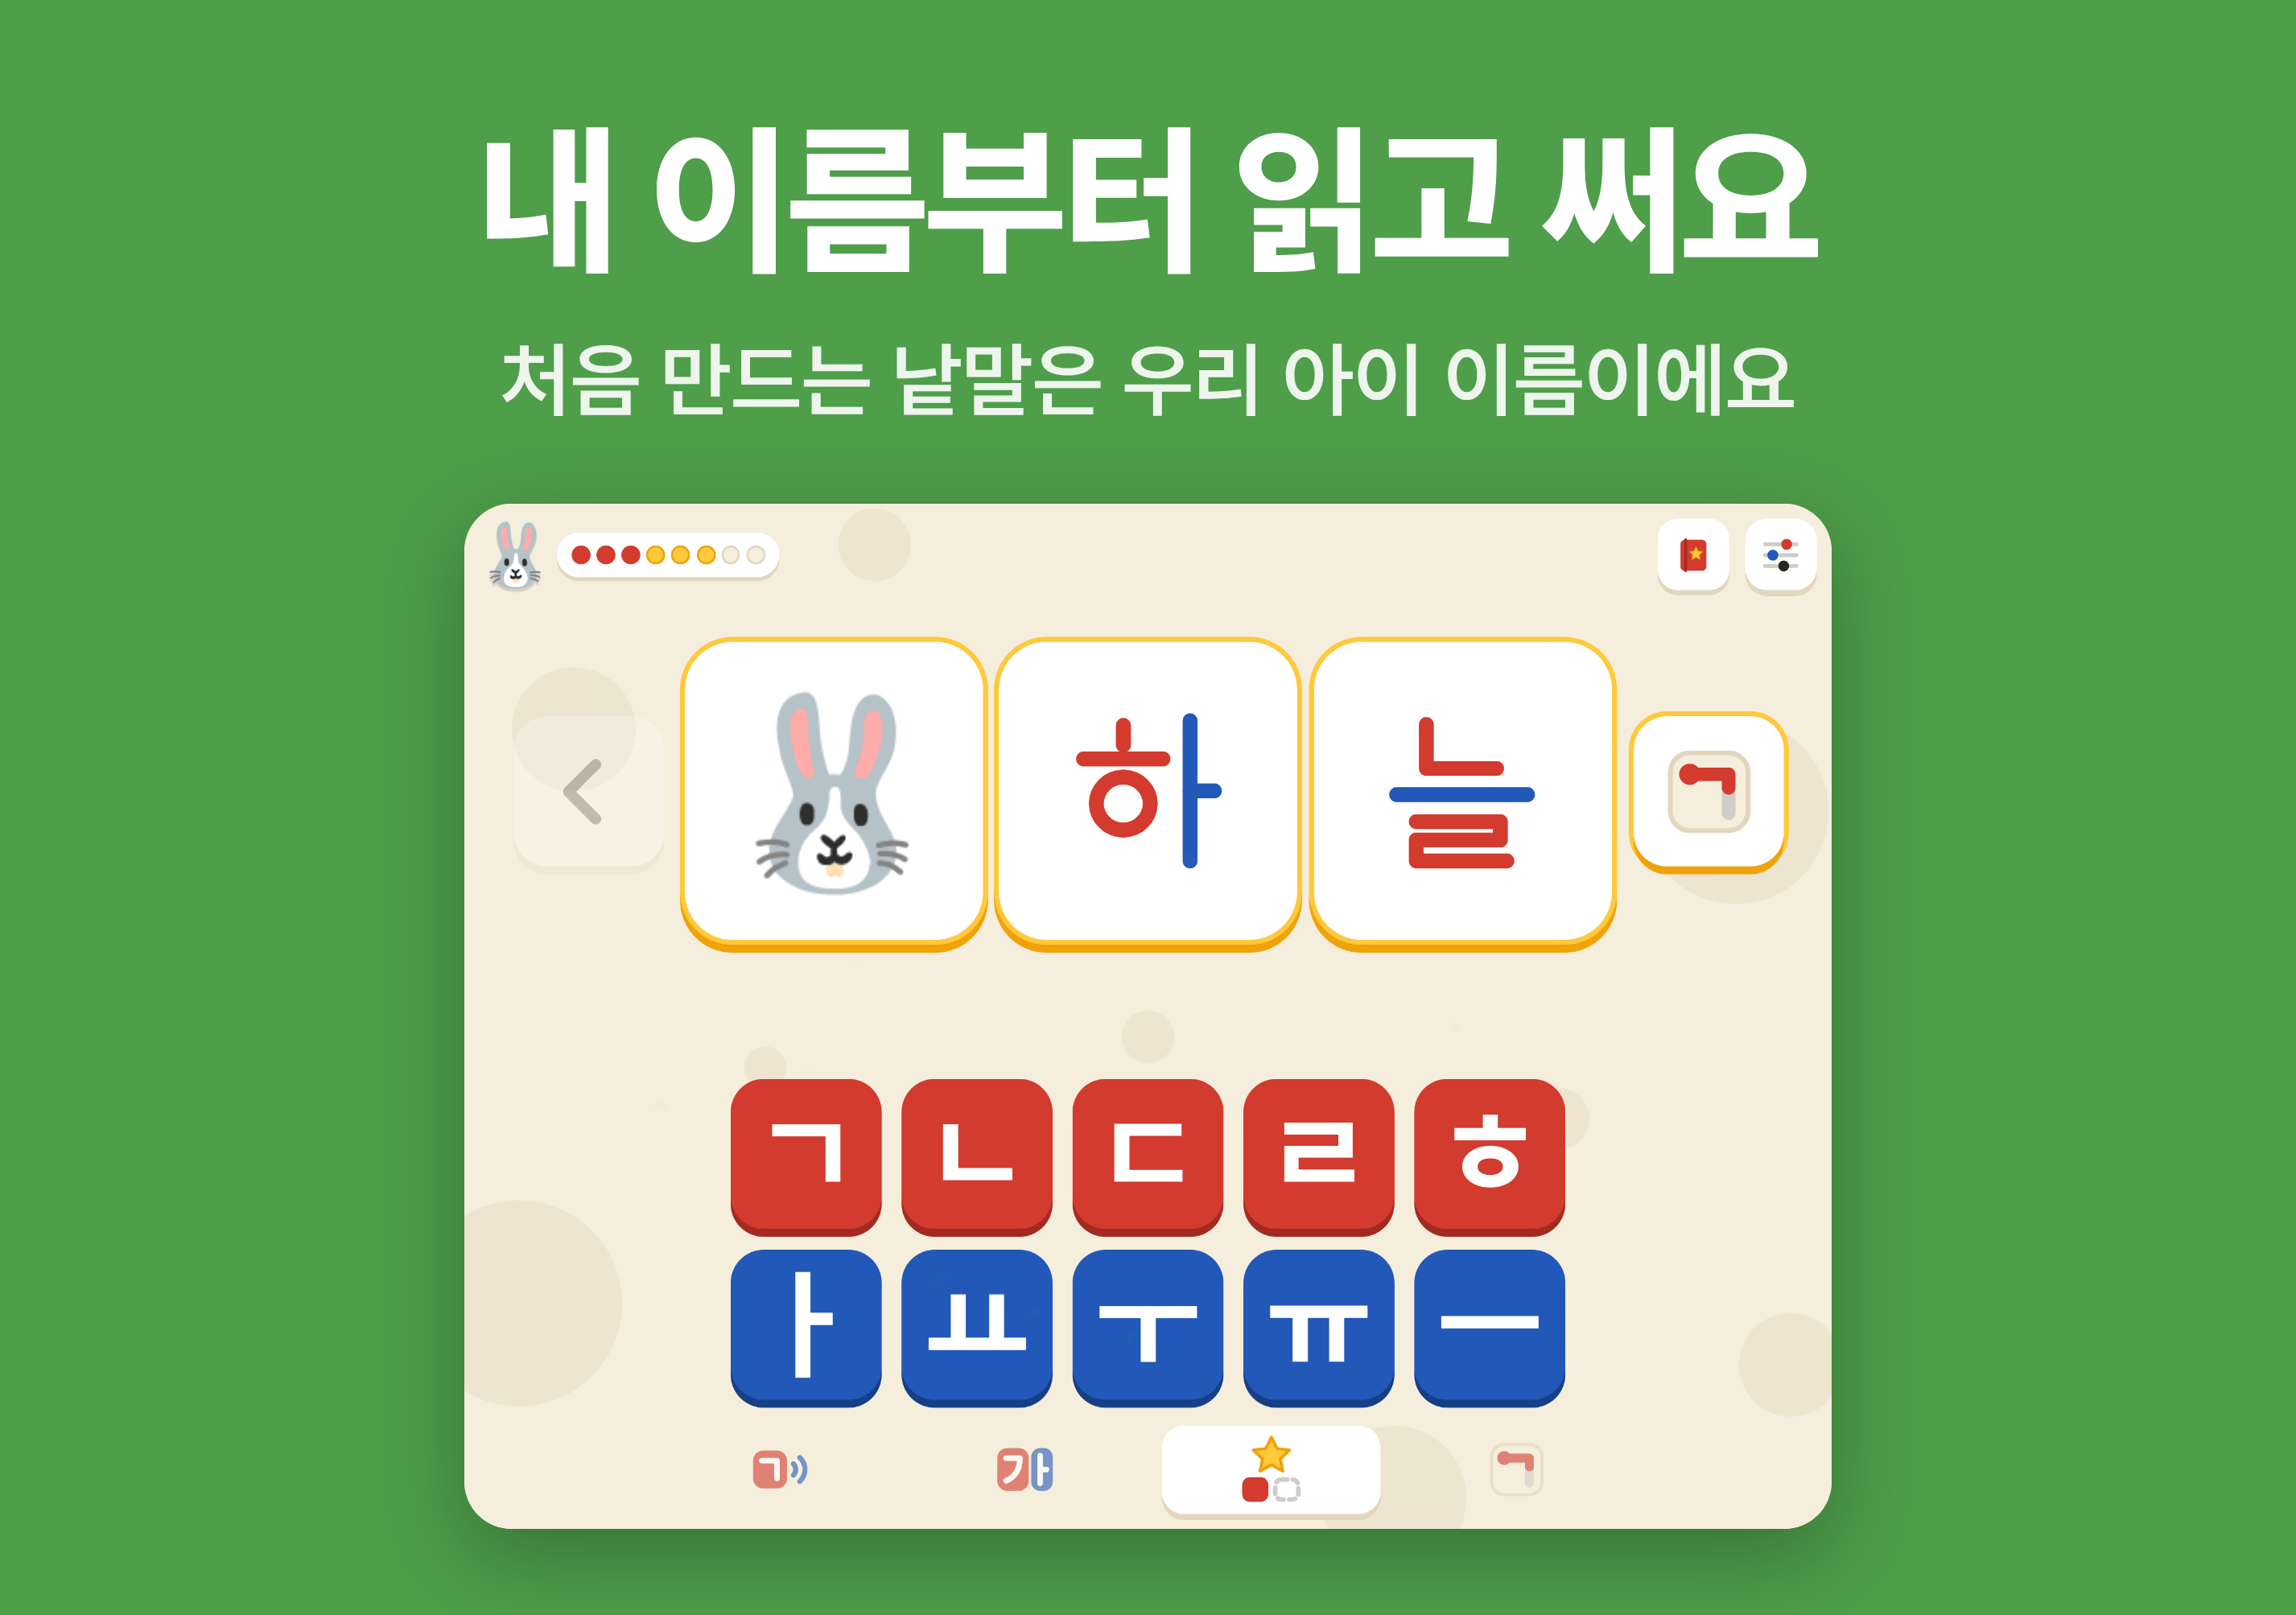 내 이름부터 읽고 써요
처음 만드는 낱말은 우리 아이 이름이에요
하늘
ㄱ
ㄱ ㄴ ㄷ ㄹ ㅎ
ㅏ ㅛ ㅜ ㅠ ㅡ
ㄱ 가 ㄱ